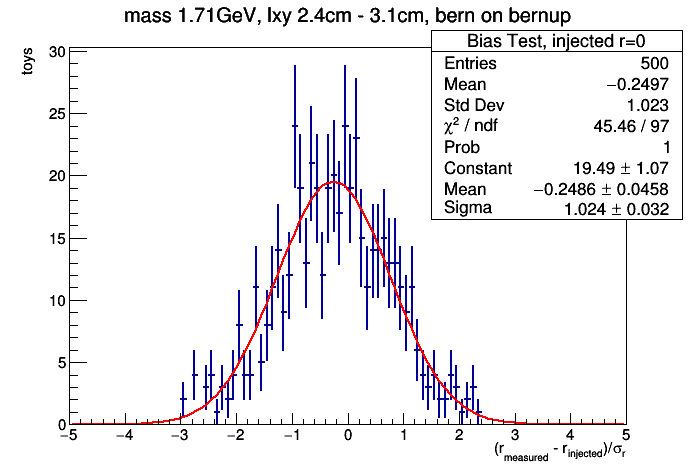 mass 1.71GeV, lxy 2.4cm - 3.1cm, bern on bernup
Bias Test, injected r=0
Entries 500
Mean −0.2497
Std Dev 1.023
χ² / ndf 45.46 / 97
Prob 1
Constant 19.49 ± 1.07
Mean −0.2486 ± 0.0458
Sigma 1.024 ± 0.032
toys
30
25
20
15
10
5
0
−5 −4 −3 −2 −1 0 1 2 3 4 5
(r_measured - r_injected)/σ_r